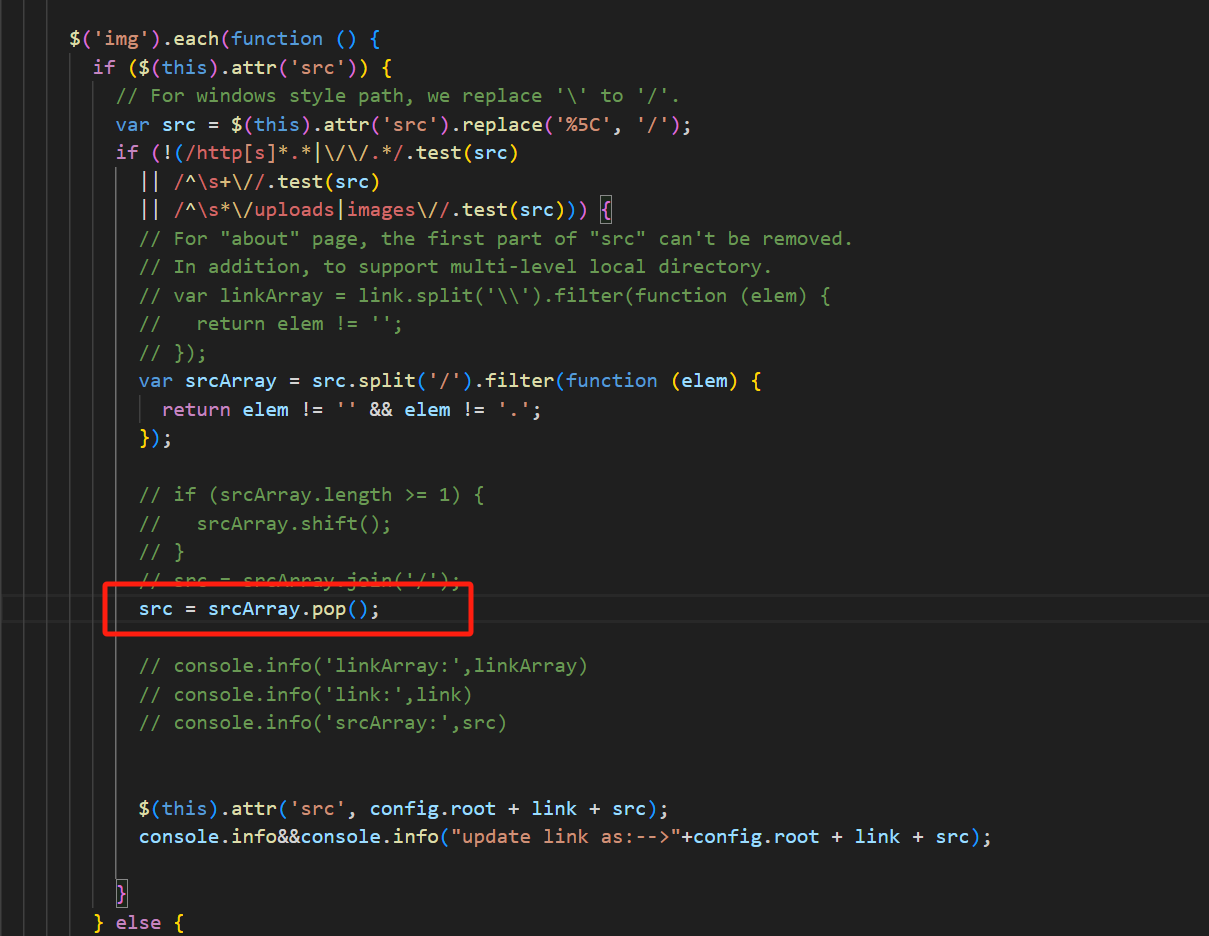 $('img').each(function () {
if ($(this).attr('src')) {
// For windows style path, we replace '\' to '/'.
var src = $(this).attr('src').replace('%5C', '/');
if (!(/http[s]*.*|\/\/.*/.test(src)
|| /^\s+\//.test(src)
|| /^\s*\/uploads|images\//.test(src))) {
// For "about" page, the first part of "src" can't be removed.
// In addition, to support multi-level local directory.
// var linkArray = link.split('\\').filter(function (elem) {
//   return elem != '';
// });
var srcArray = src.split('/').filter(function (elem) {
return elem != '' && elem != '.';
});
// if (srcArray.length >= 1) {
//   srcArray.shift();
// }
// src = srcArray.join('/');
src = srcArray.pop();
// console.info('linkArray:',linkArray)
// console.info('link:',link)
// console.info('srcArray:',src)
$(this).attr('src', config.root + link + src);
console.info&&console.info("update link as:-->"+config.root + link + src);
}
} else {